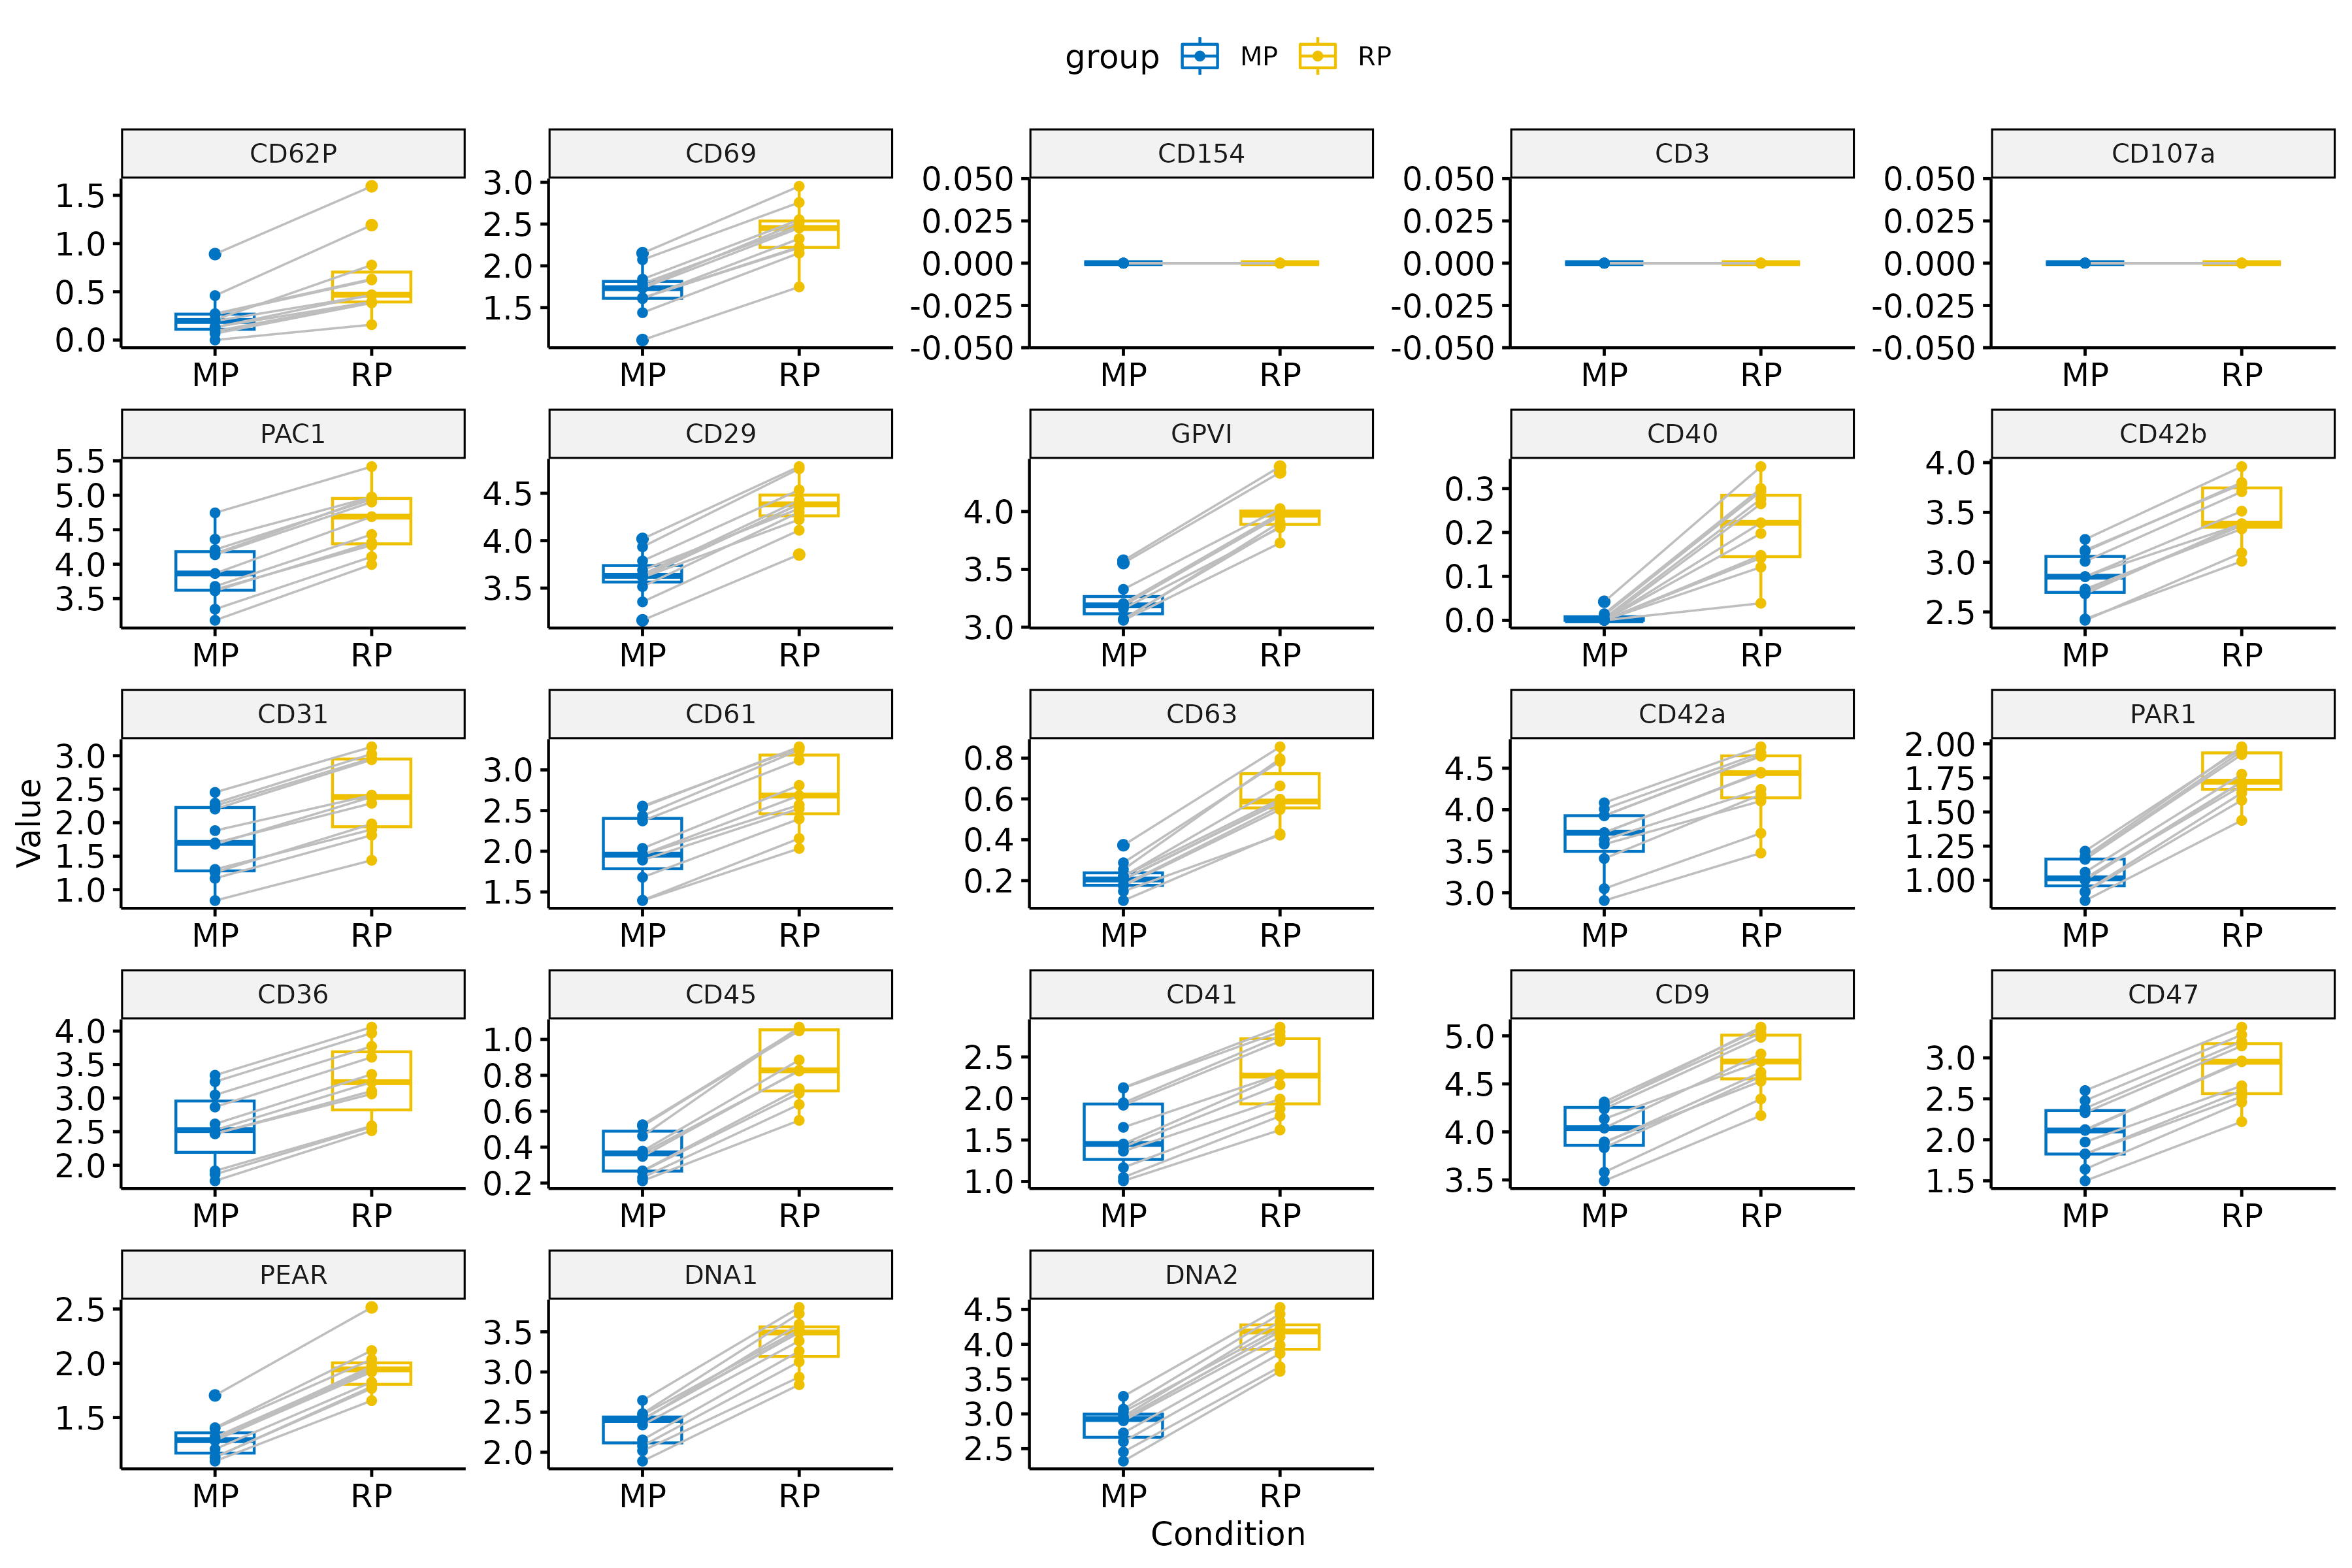 group MP RP
CD62P CD69 CD154 CD3 CD107a
1.5 1.0 0.5 0.0
3.0 2.5 2.0 1.5
0.050 0.025 0.000 -0.025 -0.050
0.050 0.025 0.000 -0.025 -0.050
0.050 0.025 0.000 -0.025 -0.050
MP RP MP RP MP RP MP RP MP RP
PAC1 CD29 GPVI CD40 CD42b
5.5 5.0 4.5 4.0 3.5
4.5 4.0 3.5
4.0 3.5 3.0
0.3 0.2 0.1 0.0
4.0 3.5 3.0 2.5
MP RP MP RP MP RP MP RP MP RP
Value
CD31 CD61 CD63 CD42a PAR1
3.0 2.5 2.0 1.5 1.0
3.0 2.5 2.0 1.5
0.8 0.6 0.4 0.2
4.5 4.0 3.5 3.0
2.00 1.75 1.50 1.25 1.00
MP RP MP RP MP RP MP RP MP RP
CD36 CD45 CD41 CD9 CD47
4.0 3.5 3.0 2.5 2.0
1.0 0.8 0.6 0.4 0.2
2.5 2.0 1.5 1.0
5.0 4.5 4.0 3.5
3.0 2.5 2.0 1.5
MP RP MP RP MP RP MP RP MP RP
PEAR DNA1 DNA2
2.5 2.0 1.5
3.5 3.0 2.5 2.0
4.5 4.0 3.5 3.0 2.5
MP RP MP RP MP RP
Condition